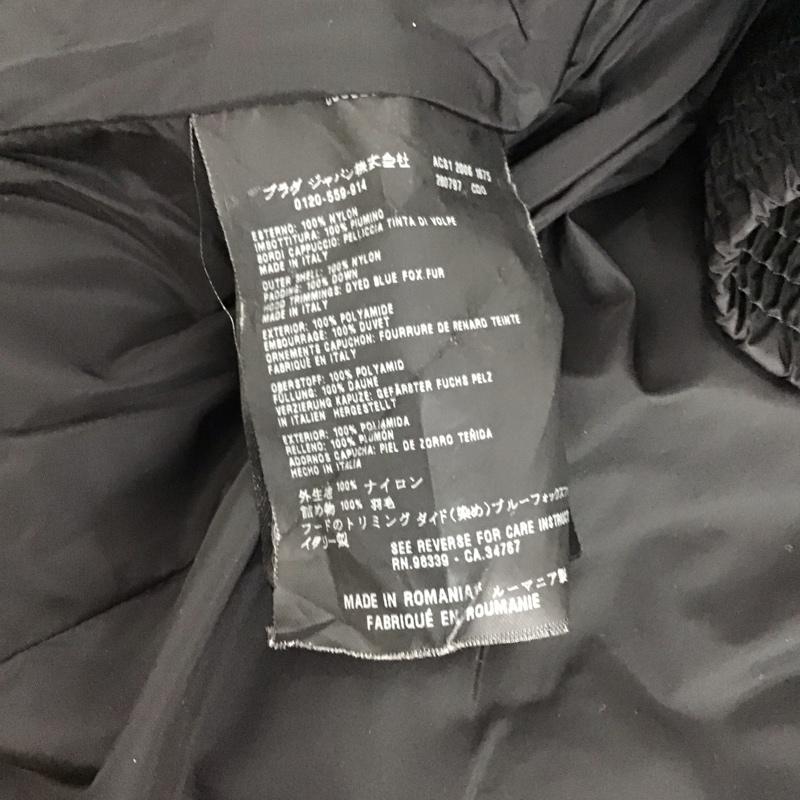 プラダ ジャパン株式会社
0120-559-914
ESTERNO: 100% NYLON
IMBOTTITURA: 100% PIUMINO
BORDI CAPPUCCIO: PELLICCIA TINTA DI VOLPE
MADE IN ITALY
OUTER SHELL: 100% NYLON
PADDING: 100% DOWN
HOOD TRIMMINGS: DYED BLUE FOX FUR
MADE IN ITALY
EXTERIOR: 100% POLYAMIDE
EMBOURRAGE: 100% DUVET
ORNEMENTS CAPUCHON: FOURRURE DE RENARD TEINTE
FABRIQUÉ EN ITALY
OBERSTOFF: 100% POLYAMID
FÜLLUNG: 100% DAUNE
VERZIERUNG KAPUZE: GEFÄRBTER FUCHS PELZ
IN ITALIEN HERGESTELLT
EXTERIOR: 100% POLIAMIDA
RELLENO: 100% PLUMON
ADORNOS CAPUCHA: PIEL DE ZORRO TEÑIDA
HECHO IN ITALIA
外生地 100% ナイロン
詰め物 100% 羽毛
フードのトリミング ダイド(染め)ブルーフォックス
イタリー製
SEE REVERSE FOR CARE INSTRUCT
RN.98339 - CA.34767
MADE IN ROMANIA ルーマニア製
FABRIQUÉ EN ROUMANIE